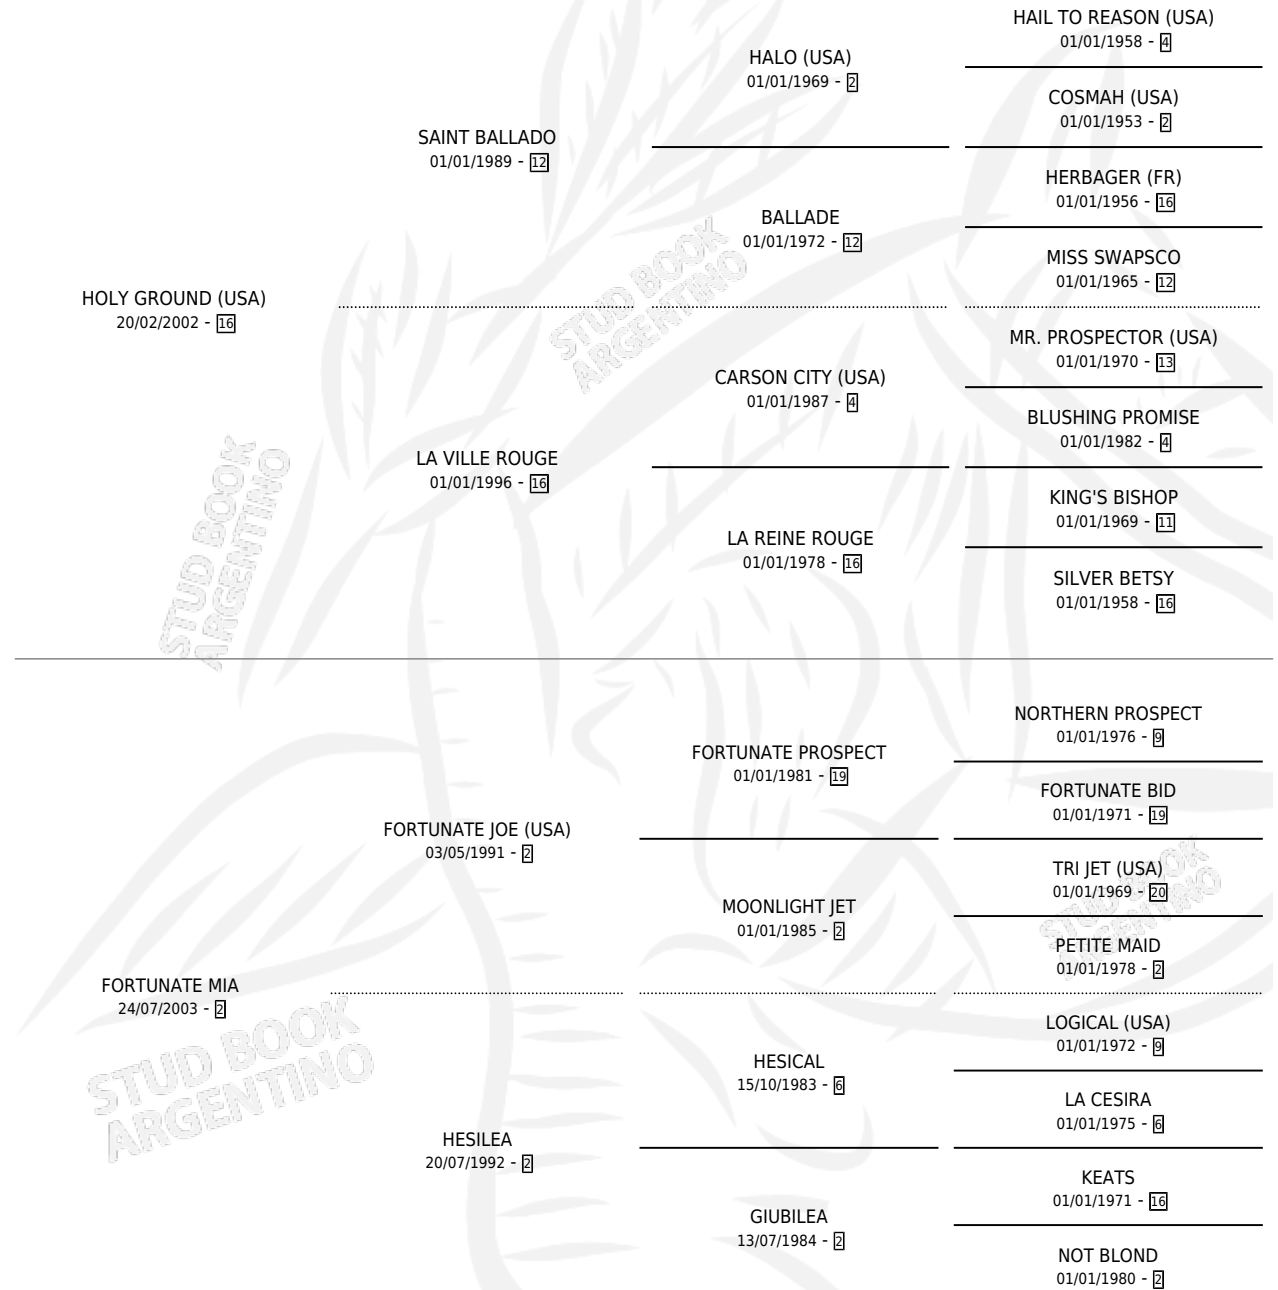 HAIL TO REASON (USA)
01/01/1958 - 4
HALO (USA)
01/01/1969 - 2
COSMAH (USA)
01/01/1953 - 2
SAINT BALLADO
01/01/1989 - 12
HERBAGER (FR)
01/01/1956 - 16
BALLADE
01/01/1972 - 12
MISS SWAPSCO
01/01/1965 - 12
HOLY GROUND (USA)
20/02/2002 - 16
MR. PROSPECTOR (USA)
01/01/1970 - 13
CARSON CITY (USA)
01/01/1987 - 4
BLUSHING PROMISE
01/01/1982 - 4
LA VILLE ROUGE
01/01/1996 - 16
KING'S BISHOP
01/01/1969 - 11
LA REINE ROUGE
01/01/1978 - 16
SILVER BETSY
01/01/1958 - 16
STUD BOOK
ARGENTINO
STUD BOOK
ARGENTINO
NORTHERN PROSPECT
01/01/1976 - 9
FORTUNATE PROSPECT
01/01/1981 - 19
FORTUNATE BID
01/01/1971 - 19
FORTUNATE JOE (USA)
03/05/1991 - 2
TRI JET (USA)
01/01/1969 - 20
MOONLIGHT JET
01/01/1985 - 2
PETITE MAID
01/01/1978 - 2
FORTUNATE MIA
24/07/2003 - 2
LOGICAL (USA)
01/01/1972 - 9
HESICAL
15/10/1983 - 6
LA CESIRA
01/01/1975 - 6
HESILEA
20/07/1992 - 2
KEATS
01/01/1971 - 16
GIUBILEA
13/07/1984 - 2
NOT BLOND
01/01/1980 - 2
STUD BOOK
ARGENTINO
STUD BOOK
ARGENTINO